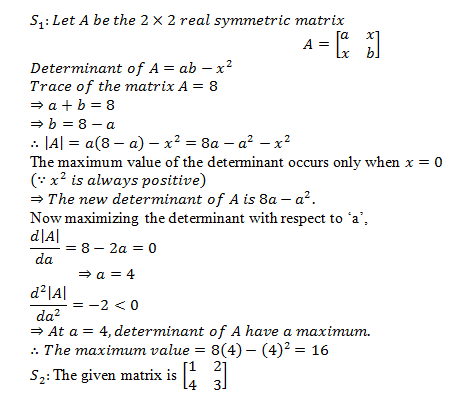 S₁: Let A be the 2 × 2 real symmetric matrix
A = [a x
x b]
Determinant of A = ab − x²
Trace of the matrix A = 8
⇒ a + b = 8
⇒ b = 8 − a
∴ |A| = a(8 − a) − x² = 8a − a² − x²
The maximum value of the determinant occurs only when x = 0
(∵ x² is always positive)
⇒ The new determinant of A is 8a − a².
Now maximizing the determinant with respect to ‘a’,
d|A|/da = 8 − 2a = 0
⇒ a = 4
d²|A|/da² = −2 < 0
⇒ At a = 4, determinant of A have a maximum.
∴ The maximum value = 8(4) − (4)² = 16
S₂: The given matrix is [1 2
4 3]